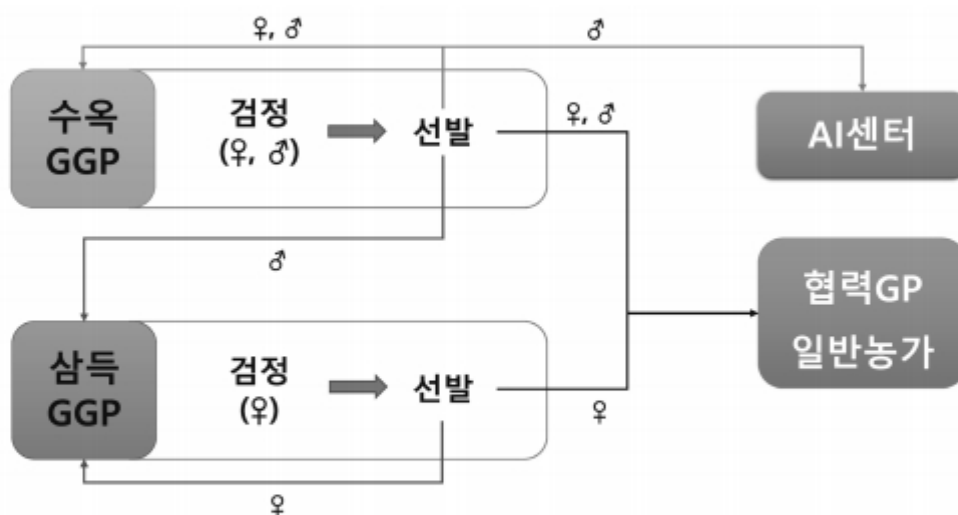 ♀, ♂
♂
수옥
GGP
검정
(♀, ♂)
선발
♀, ♂
AI센터
♂
협력GP
일반농가
삼득
GGP
검정
(♀)
선발
♀
♀